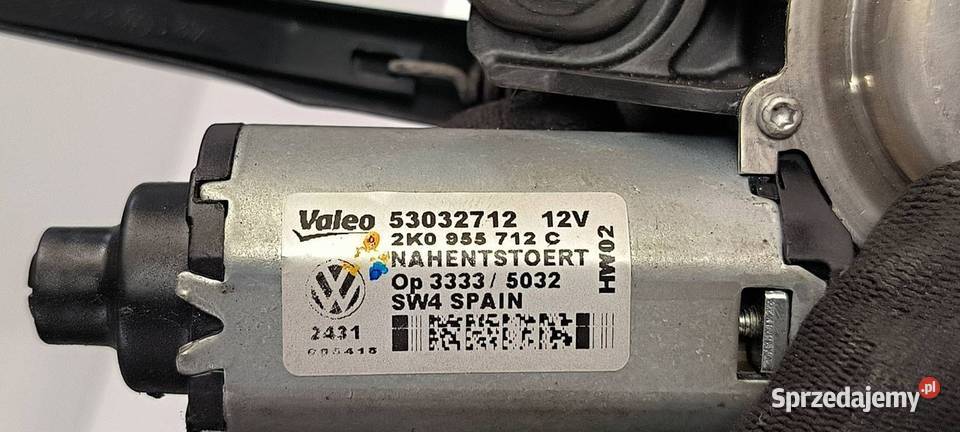 Valeo 53032712 12V
2K0 955 712 C
NAHENTSTOERT
Op 3333 / 5032
SW4 SPAIN
HW02
2431
Sprzedajemy.pl